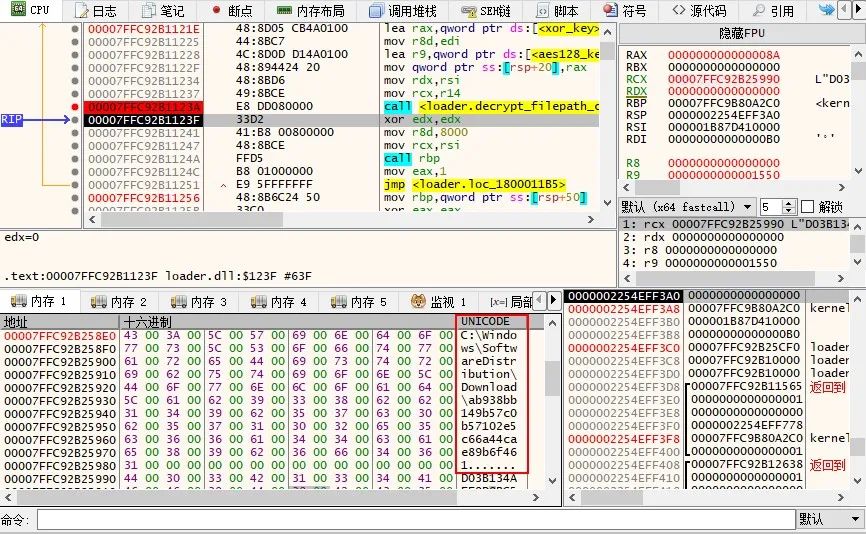 CPU 日志 笔记 断点 内存布局 调用堆栈 SEH链 脚本 符号 源代码 引用
00007FFC92B1121E 48:8D05 CB4A0100 lea rax,qword ptr ds:[<xor_key>]
00007FFC92B11225 44:8BC7 mov r8d,edi
00007FFC92B11228 4C:8D0D D14A0100 lea r9,qword ptr ds:[<aes128_ke
48:894424 20 mov qword ptr ss:[rsp+20],rax
00007FFC92B11234 48:8BD6 mov rdx,rsi
00007FFC92B11237 49:8BCE mov rcx,r14
00007FFC92B1123A E8 DD080000 call <loader.decrypt_filepath_c
RIP 00007FFC92B1123F 33D2 xor edx,edx
00007FFC92B11241 41:B8 00800000 mov r8d,8000
48:8BCE mov rcx,rsi
00007FFC92B1124A FFD5 call rbp
00007FFC92B1124C B8 01000000 mov eax,1
00007FFC92B11251 E9 5FFFFFFF jmp <loader.loc_1800011B5>
00007FFC92B11256 48:8B6C24 50 mov rbp,qword ptr ss:[rsp+50]
33C0 xor eax,eax
隐藏FPU
RAX 000000000000008A
RBX 0000000000000000
RCX 00007FFC92B25990 L"D03B134
RDX 0000000000000000
RBP 00007FFC9B80A2C0 <kerne
RSP 0000002254EFF3A0
RSI 000001B87D410000
RDI 00000000000000B0 '°'
R8 0000000000000000
R9 0000000000001550
默认 (x64 fastcall) 5 解锁
1: rcx 00007FFC92B25990 L"D03B134
2: rdx 0000000000000000
3: r8 0000000000000000
4: r9 0000000000001550
edx=0
.text:00007FFC92B1123F loader.dll:$123F #63F
内存 1 内存 2 内存 3 内存 4 内存 5 监视 1 [x=] 局部
地址 十六进制 UNICODE
00007FFC92B258E0 43 00 3A 00 5C 00 57 00 69 00 6E 00 64 00 6F 00 C:\Windo
00007FFC92B258F0 77 00 73 00 5C 00 53 00 6F 00 66 00 74 00 77 00 ws\Softw
00007FFC92B25900 61 00 72 00 65 00 44 00 69 00 73 00 74 00 72 00 areDistr
00007FFC92B25910 69 00 62 00 75 00 74 00 69 00 6F 00 6E 00 5C 00 ibution\
00007FFC92B25920 44 00 6F 00 77 00 6E 00 6C 00 6F 00 61 00 64 00 Download
00007FFC92B25930 5C 00 61 00 62 00 39 00 33 00 38 00 62 00 62 00 \ab938bb
00007FFC92B25940 31 00 34 00 39 00 62 00 35 00 37 00 63 00 30 00 149b57c0
00007FFC92B25950 62 00 35 00 37 00 31 00 30 00 32 00 65 00 35 00 b57102e5
00007FFC92B25960 63 00 36 00 36 00 61 00 34 00 34 00 63 00 61 00 c66a44ca
00007FFC92B25970 65 00 38 00 39 00 62 00 36 00 66 00 34 00 36 00 e89b6f46
00007FFC92B25980 31 00 00 00 00 00 00 00 00 00 00 00 00 00 00 00 1.......
00007FFC92B25990 44 00 30 00 33 00 42 00 31 00 33 00 34 00 41 00 D03B134A
0000002254EFF3A0 0000000000000000
0000002254EFF3A8 00007FFC9B80A2C0 kernel
0000002254EFF3B0 000001B87D410000
0000002254EFF3B8 00000000000000B0
0000002254EFF3C0 00007FFC92B25CF0 loader
0000002254EFF3C8 00007FFC92B10000 loader
0000002254EFF3D0 00007FFC92B10000 loader
0000002254EFF3D8 00007FFC92B11565 返回到
0000002254EFF3E0 0000000000000001
0000002254EFF3E8 0000000000000000
0000002254EFF3F0 0000002254EFF778
0000002254EFF3F8 00007FFC9B80A2C0 kernel
0000002254EFF400 0000000000000001
0000002254EFF408 00007FFC92B12638 返回到
0000002254EFF410 0000000000000001
命令: 默认